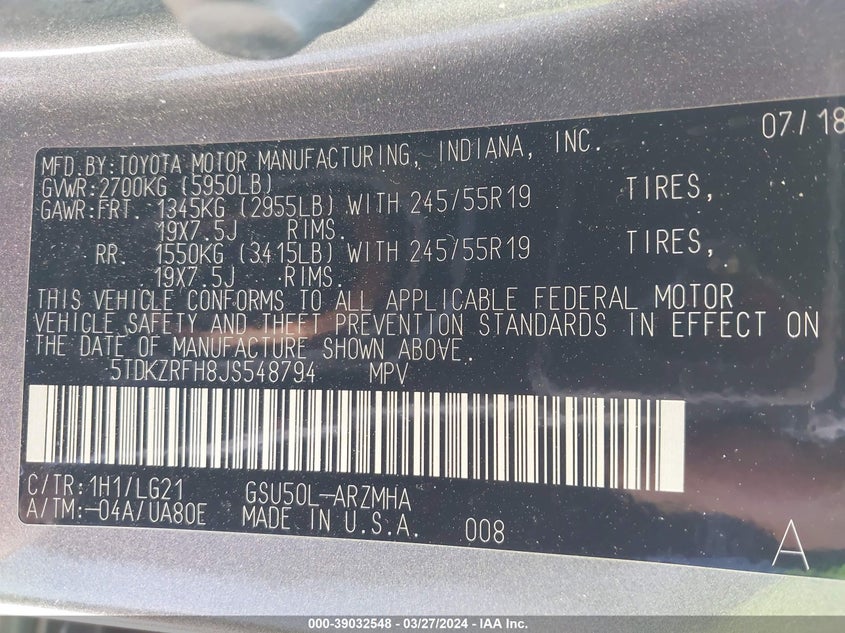 07/18
MFD.BY:TOYOTA MOTOR MANUFACTURING, INDIANA, INC.
GVWR:2700KG (5950LB)
GAWR:FRT. 1345KG (2955LB) WITH 245/55R19 TIRES,
19X7.5J RIMS.
RR. 1550KG (3415LB) WITH 245/55R19 TIRES,
19X7.5J RIMS.
THIS VEHICLE CONFORMS TO ALL APPLICABLE FEDERAL MOTOR
VEHICLE SAFETY AND THEFT PREVENTION STANDARDS IN EFFECT ON
THE DATE OF MANUFACTURE SHOWN ABOVE.
5TDKZRFH8JS548794 MPV
C/TR:1H1/LG21 GSU50L-ARZMHA
A/TM:-04A/UA80E MADE IN U.S.A. 008
A
000-39032548 - 03/27/2024 - IAA Inc.